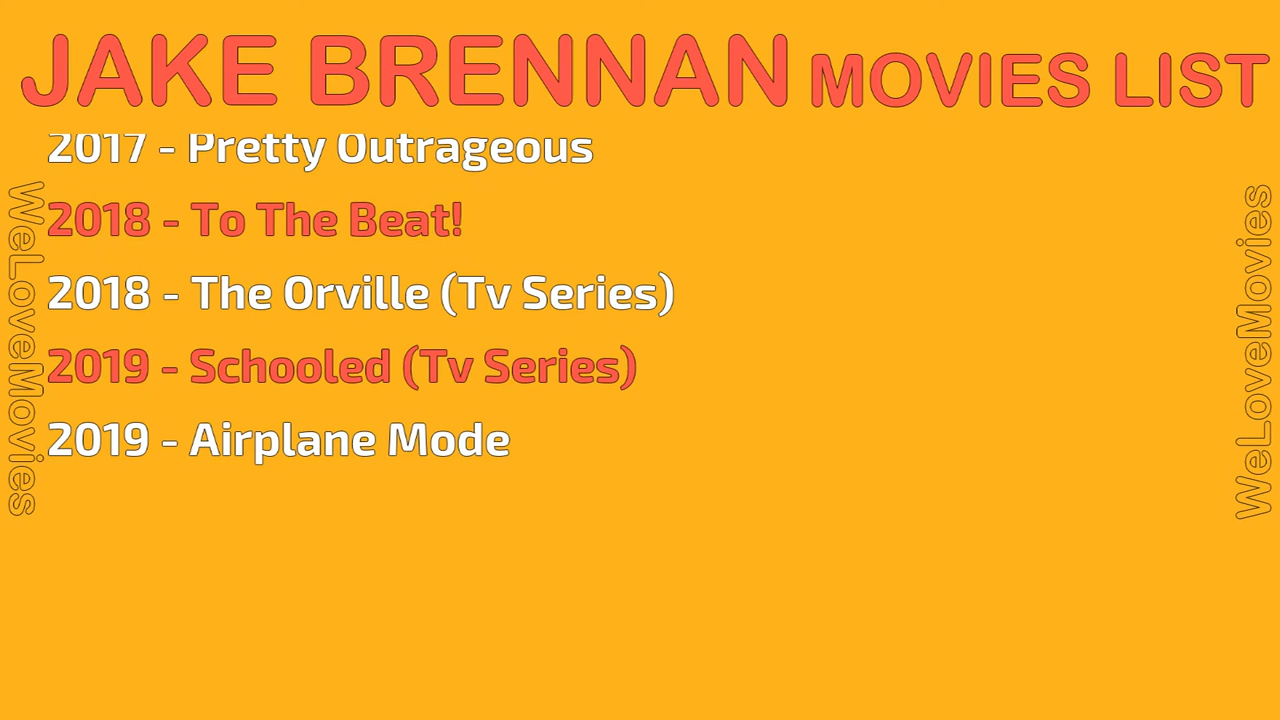 JAKE BRENNAN MOVIES LIST
2017 - Pretty Outrageous
2018 - To The Beat!
2018 - The Orville (Tv Series)
2019 - Schooled (Tv Series)
2019 - Airplane Mode
WeLoveMovies
WeLoveMovies